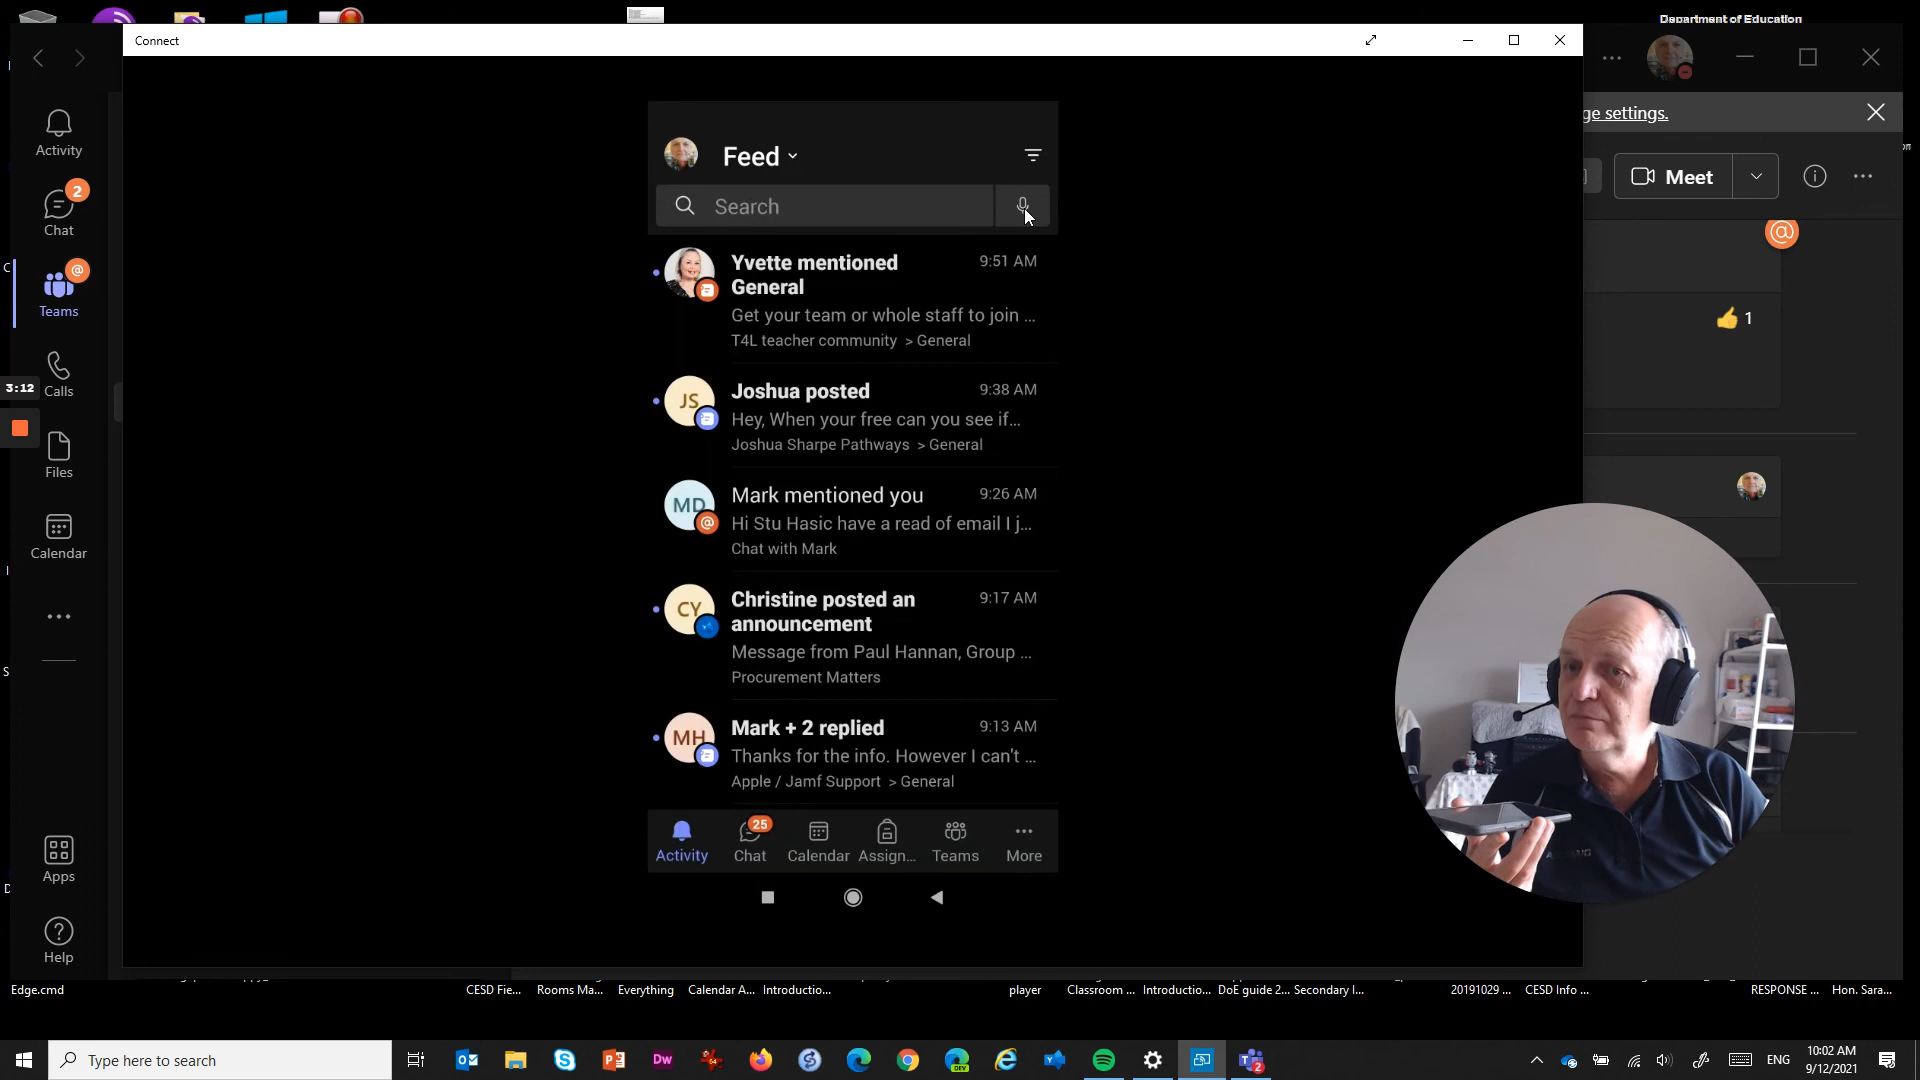 Department of Education
Connect
ge settings.
Activity
2
Chat
@
Teams
3:12
Calls
Files
Calendar
Apps
Help
Meet
@
1
Feed
Search
Yvette mentioned
General
9:51 AM
Get your team or whole staff to join ...
T4L teacher community > General
JS
Joshua posted
9:38 AM
Hey, When your free can you see if...
Joshua Sharpe Pathways > General
MD
@
Mark mentioned you
9:26 AM
Hi Stu Hasic have a read of email I j...
Chat with Mark
CY
Christine posted an
announcement
9:17 AM
Message from Paul Hannan, Group ...
Procurement Matters
MH
Mark + 2 replied
9:13 AM
Thanks for the info. However I can't ...
Apple / Jamf Support > General
Activity
25
Chat
Calendar
Assign...
Teams
More
Edge.cmd
CESD Fie...
Rooms Ma...
Everything
Calendar A...
Introductio...
player
Classroom ...
Introductio...
DoE guide 2...
Secondary I...
20191029 ...
CESD Info ...
RESPONSE ...
Hon. Sara...
Type here to search
Dw
DEV
ENG
10:02 AM
9/12/2021